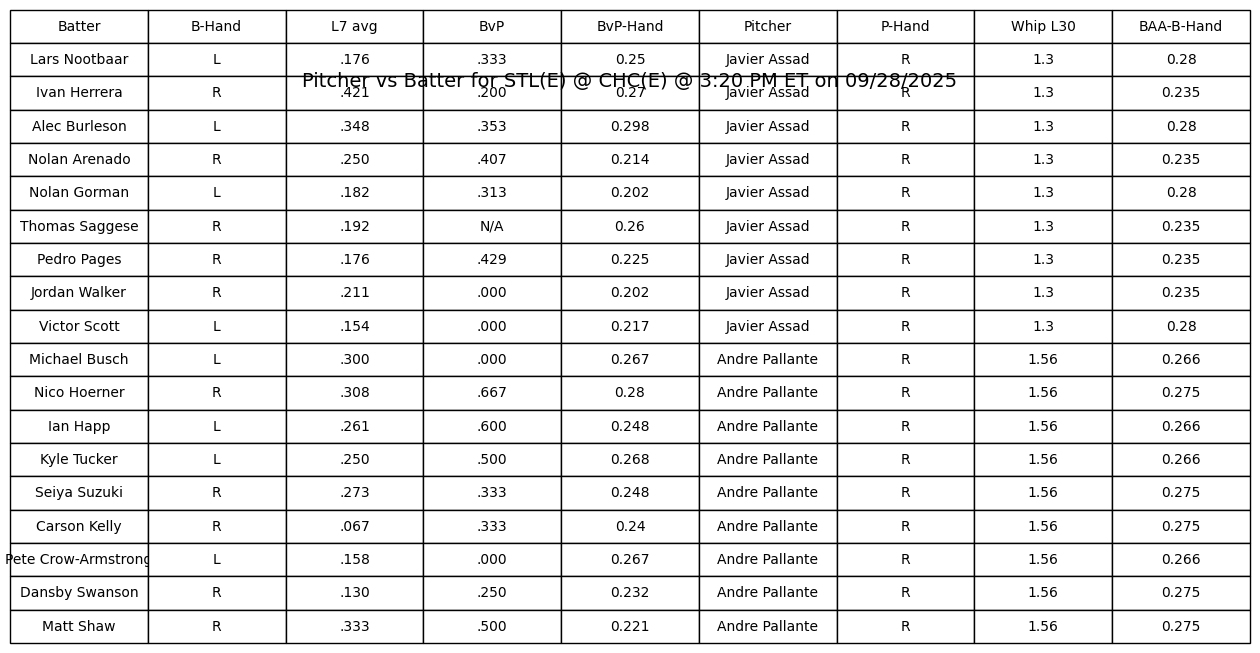 Batter B-Hand L7 avg BvP BvP-Hand Pitcher P-Hand Whip L30 BAA-B-Hand
Lars Nootbaar L .176 .333 0.25 Javier Assad R 1.3 0.28
Pitcher vs Batter for STL(E) @ CHC(E) @ 3:20 PM ET on 09/28/2025
Ivan Herrera R .421 .200 0.27 Javier Assad R 1.3 0.235
Alec Burleson L .348 .353 0.298 Javier Assad R 1.3 0.28
Nolan Arenado R .250 .407 0.214 Javier Assad R 1.3 0.235
Nolan Gorman L .182 .313 0.202 Javier Assad R 1.3 0.28
Thomas Saggese R .192 N/A 0.26 Javier Assad R 1.3 0.235
Pedro Pages R .176 .429 0.225 Javier Assad R 1.3 0.235
Jordan Walker R .211 .000 0.202 Javier Assad R 1.3 0.235
Victor Scott L .154 .000 0.217 Javier Assad R 1.3 0.28
Michael Busch L .300 .000 0.267 Andre Pallante R 1.56 0.266
Nico Hoerner R .308 .667 0.28 Andre Pallante R 1.56 0.275
Ian Happ L .261 .600 0.248 Andre Pallante R 1.56 0.266
Kyle Tucker L .250 .500 0.268 Andre Pallante R 1.56 0.266
Seiya Suzuki R .273 .333 0.248 Andre Pallante R 1.56 0.275
Carson Kelly R .067 .333 0.24 Andre Pallante R 1.56 0.275
Pete Crow-Armstrong L .158 .000 0.267 Andre Pallante R 1.56 0.266
Dansby Swanson R .130 .250 0.232 Andre Pallante R 1.56 0.275
Matt Shaw R .333 .500 0.221 Andre Pallante R 1.56 0.275